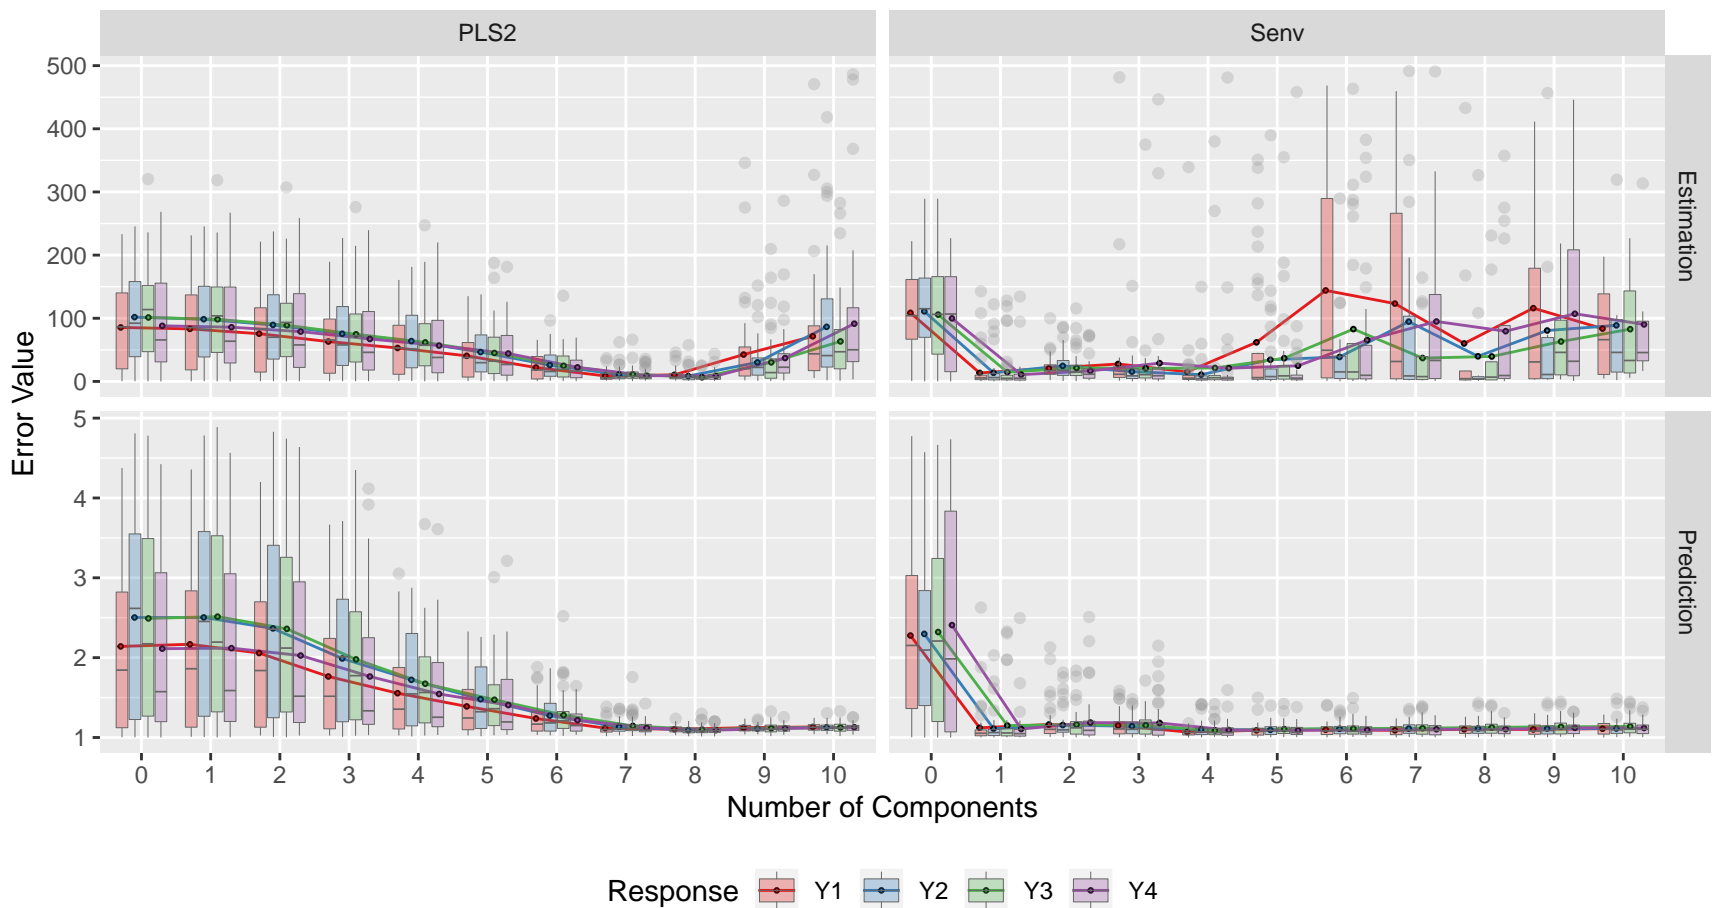 PLS2 Senv
500
400
300
200
100
0
Estimation
5
4
3
2
1
Prediction
Error Value
0 1 2 3 4 5 6 7 8 9 10 0 1 2 3 4 5 6 7 8 9 10
Number of Components
Response Y1 Y2 Y3 Y4